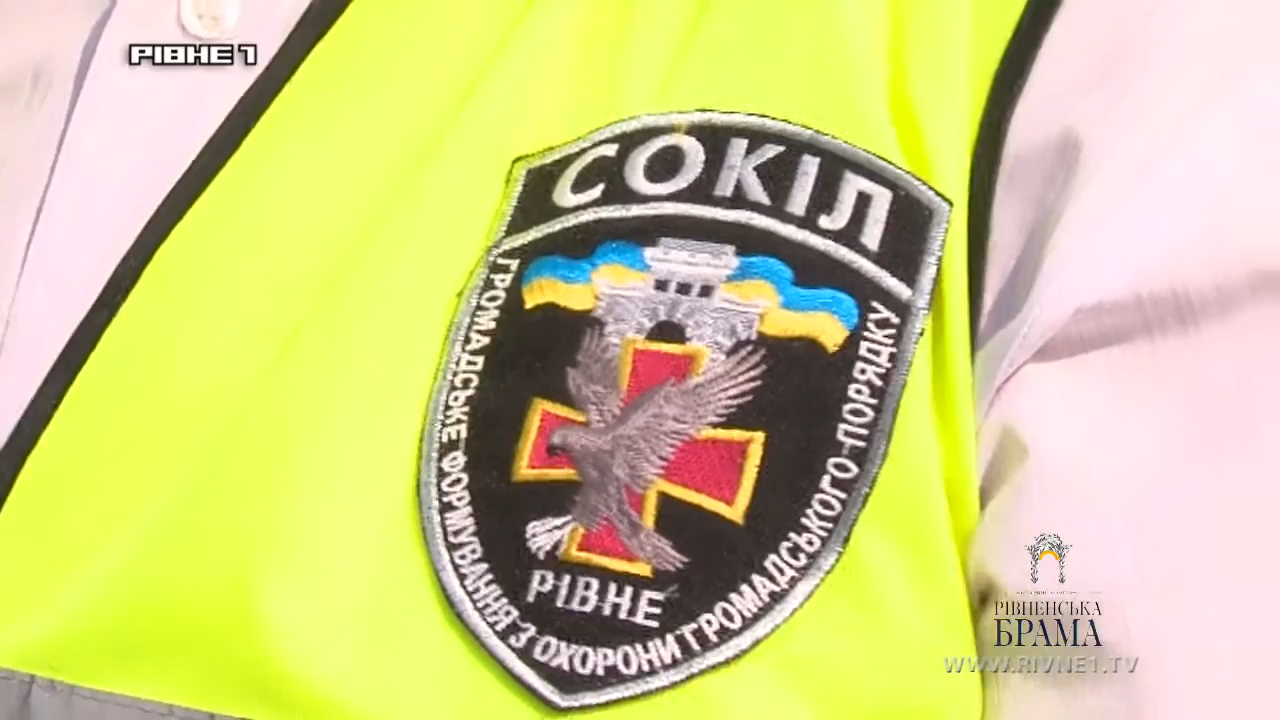 РІВНЕ 1
СОКІЛ
ГРОМАДСЬКЕ ФОРМУВАННЯ З ОХОРОНИ ГРОМАДСЬКОГО ПОРЯДКУ
РІВНЕ
РІВНЕНСЬКА
БРАМА
WWW.RIVNE1.TV